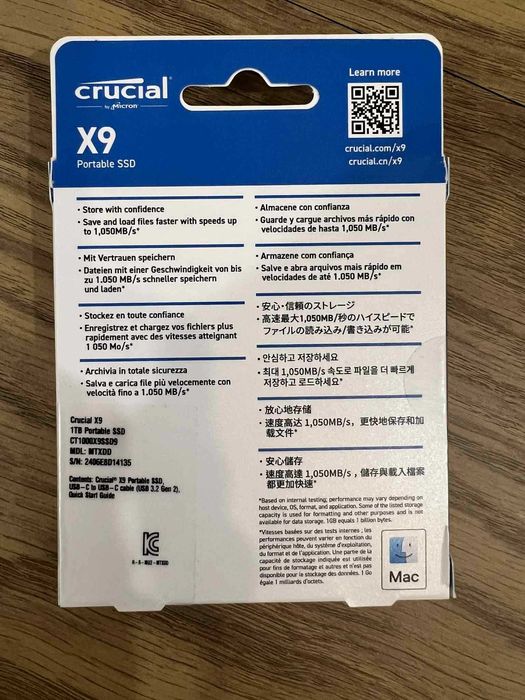 crucial
by Micron
X9
Portable SSD
Learn more
crucial.com/x9
crucial.cn/x9
• Store with confidence
• Save and load files faster with speeds up
to 1,050MB/s*
• Mit Vertrauen speichern
• Dateien mit einer Geschwindigkeit von bis
zu 1.050 MB/s schneller speichern
und laden*
• Stockez en toute confiance
• Enregistrez et chargez vos fichiers plus
rapidement avec des vitesses atteignant
1 050 Mo/s*
• Archivia in totale sicurezza
• Salva e carica file più velocemente con
velocità fino a 1.050 MB/s*
• Almacene con confianza
• Guarde y cargue archivos más rápido con
velocidades de hasta 1,050 MB/s*
• Armazene com confiança
• Salve e abra arquivos mais rápido em
velocidades de até 1.050 MB/s*
• 安心・信頼のストレージ
• 高速最大1,050MB/秒のハイスピードで
ファイルの読み込み/書き込みが可能*
• 안심하고 저장하세요
• 최대 1,050MB/s 속도로 파일을 더 빠르게
저장하고 로드하세요*
• 放心地存储
• 速度高达 1,050MB/s，更快地保存和加
载文件*
• 安心儲存
• 速度高達 1,050MB/s，儲存與載入檔案
都更加快速*
Crucial X9
1TB Portable SSD
CT1000X9SSD9
MDL: MTXDD
S/N: 2406E8D14135
Contents: Crucial® X9 Portable SSD,
USB-C to USB-C cable (USB 3.2 Gen 2),
Quick Start Guide
R-R-MU2-MTXDD
*Based on internal testing; performance may vary depending on
host device, OS, format, and application. Some of the listed storage
capacity is used for formatting and other purposes and is not
available for data storage. 1GB equals 1 billion bytes.
*Vitesses basées sur des tests internes ; les
performances peuvent varier en fonction du
périphérique hôte, du système d'exploitation,
du format et de l'application. Une partie de la
capacité de stockage indiquée est utilisée
pour fins de formatage et autres et n'est pas
disponible pour le stockage des données. 1 Go
égale 1 milliards d'octets.
Mac